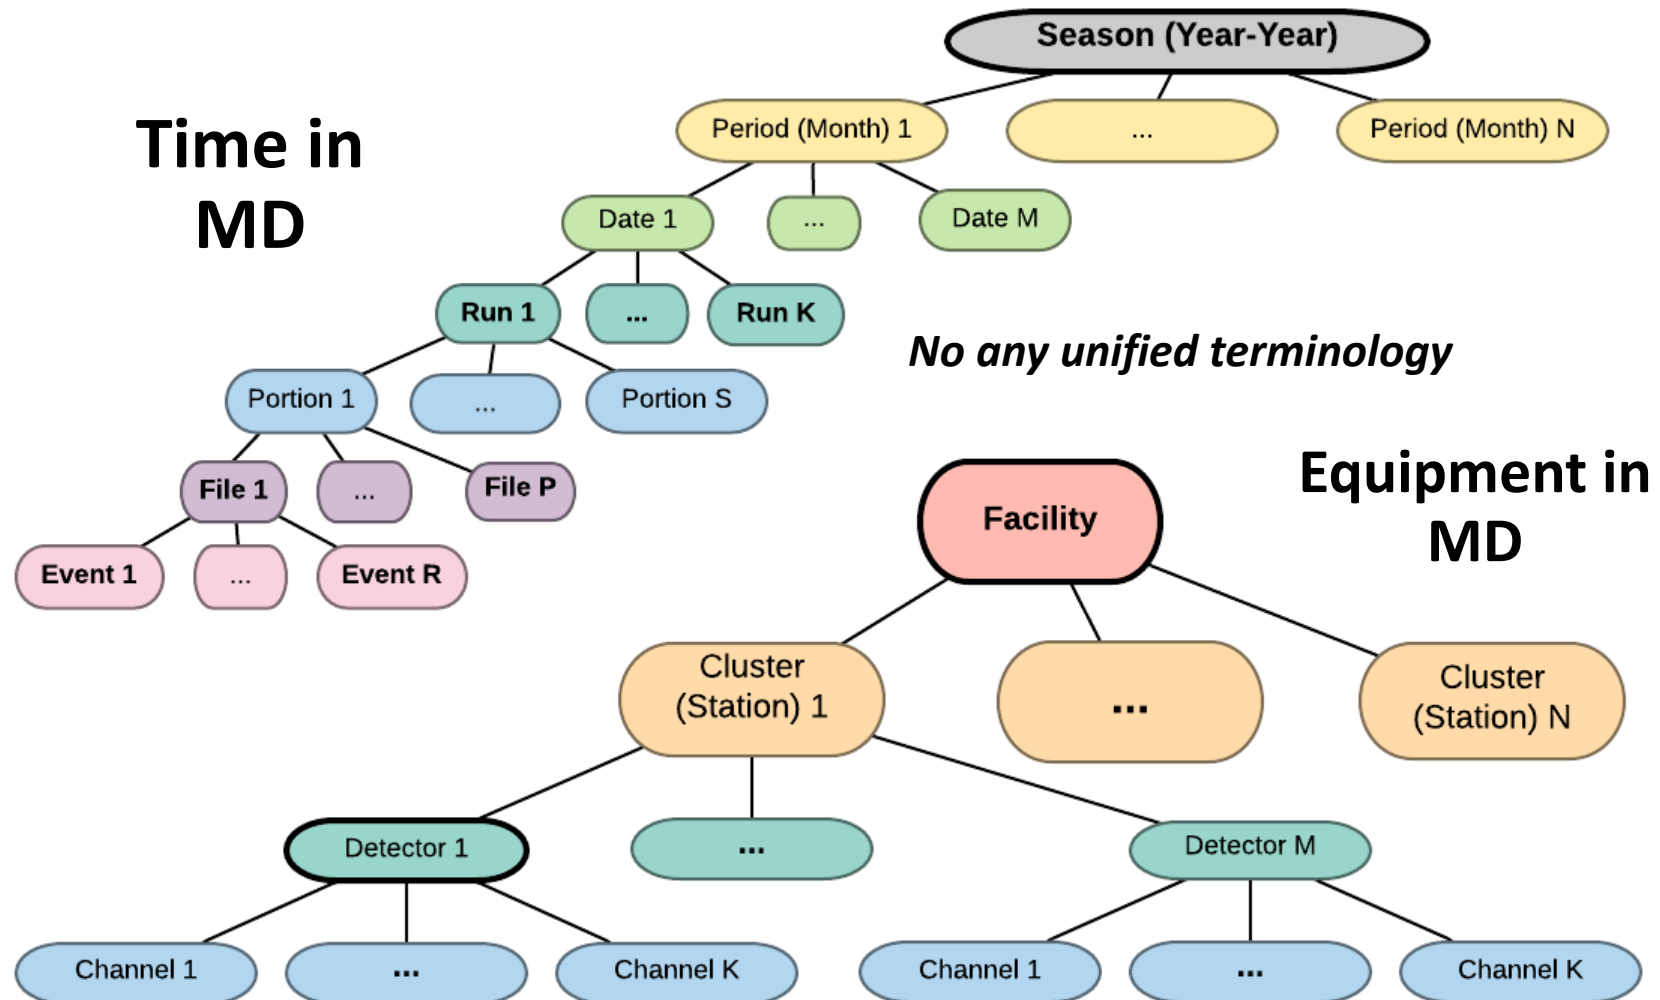 Season (Year-Year)
Time in
MD
Period (Month) 1
...
Period (Month) N
Date 1
...
Date M
Run 1
...
Run K
No any unified terminology
Portion 1
...
Portion S
File 1
...
File P
Event 1
...
Event R
Equipment in
MD
Facility
Cluster
(Station) 1
...
Cluster
(Station) N
Detector 1
...
Detector M
Channel 1
...
Channel K
Channel 1
...
Channel K